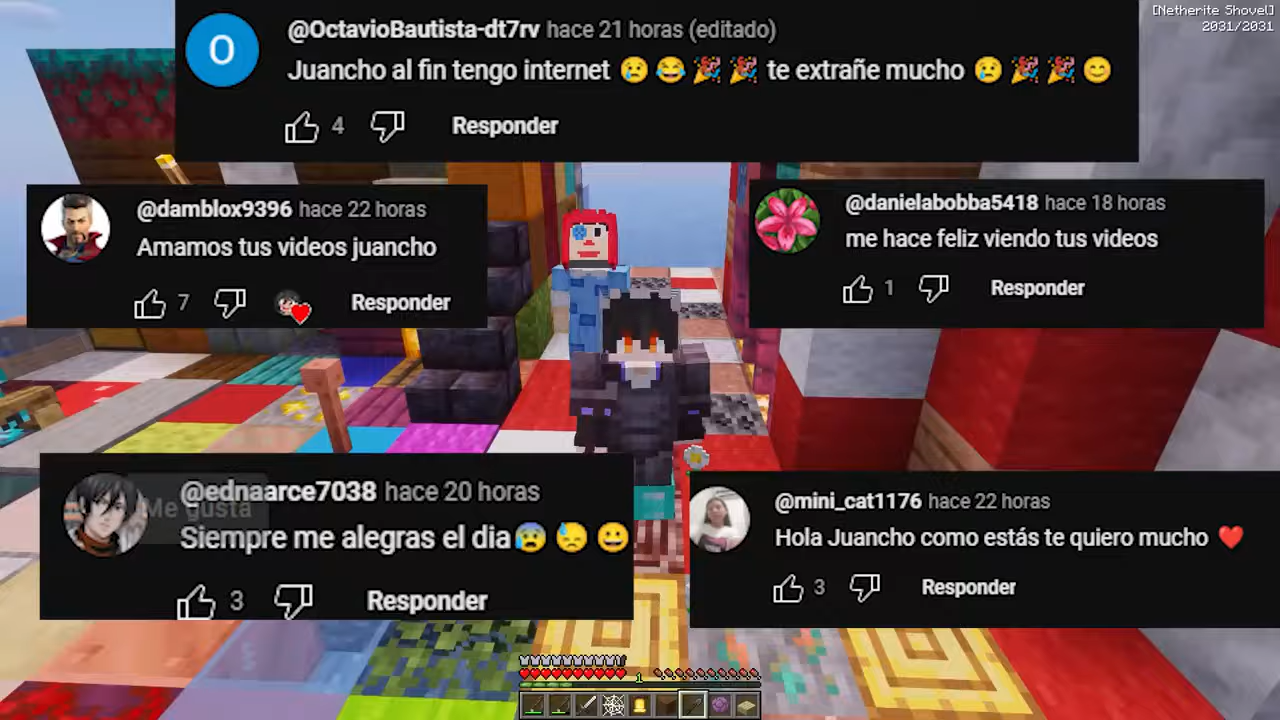 [Netherite Shovel]
2031/2031
O
@OctavioBautista-dt7rv hace 21 horas (editado)
Juancho al fin tengo internet 😢😂🎉🎉 te extrañe mucho 😢🎉🎉😊
4 Responder
@damblox9396 hace 22 horas
Amamos tus videos juancho
7 Responder
@danielabobba5418 hace 18 horas
me hace feliz viendo tus videos
1 Responder
@ednaarce7038 hace 20 horas
Me gusta
Siempre me alegras el dia😰😓😀
3 Responder
@mini_cat1176 hace 22 horas
Hola Juancho como estás te quiero mucho ❤️
3 Responder
1